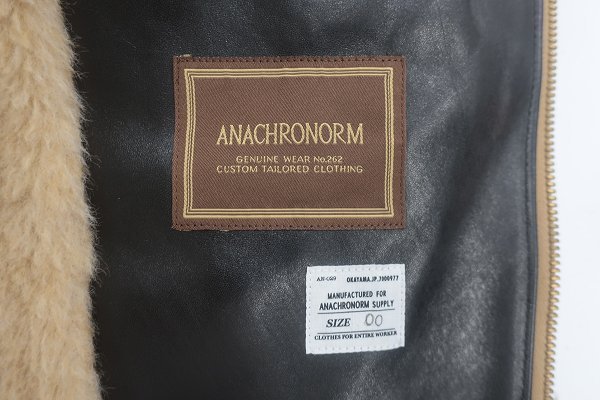 ANACHRONORM
GENUINE WEAR No.262
CUSTOM TAILORED CLOTHING
OKAYAMA.JP.7000977
MANUFACTURED FOR
ANACHRONORM SUPPLY
SIZE 00
CLOTHES FOR ENTIRE WORKER